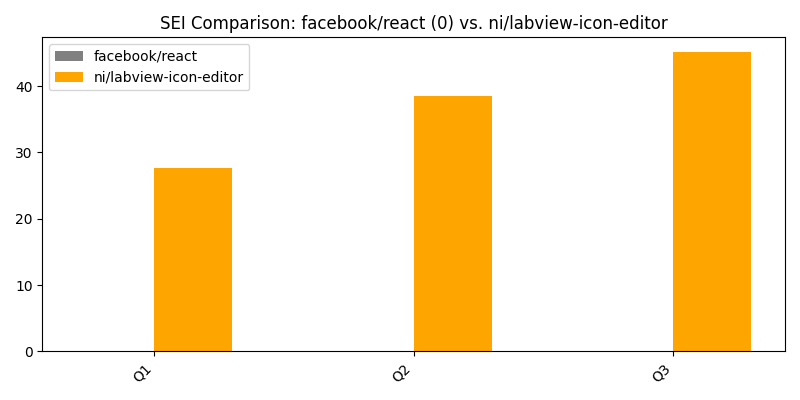 SEI Comparison: facebook/react (0) vs. ni/labview-icon-editor
facebook/react
ni/labview-icon-editor
40
30
20
10
0
Q1
Q2
Q3